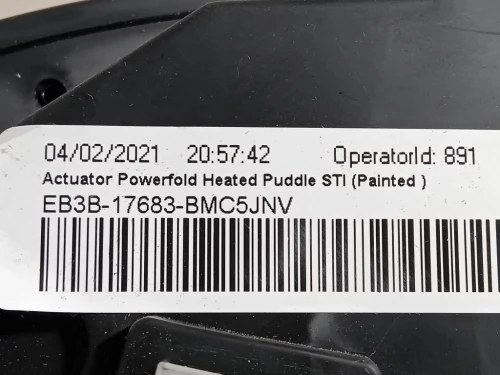 04/02/2021 20:57:42 OperatorId: 891
Actuator Powerfold Heated Puddle STI (Painted )
EB3B-17683-BMC5JNV